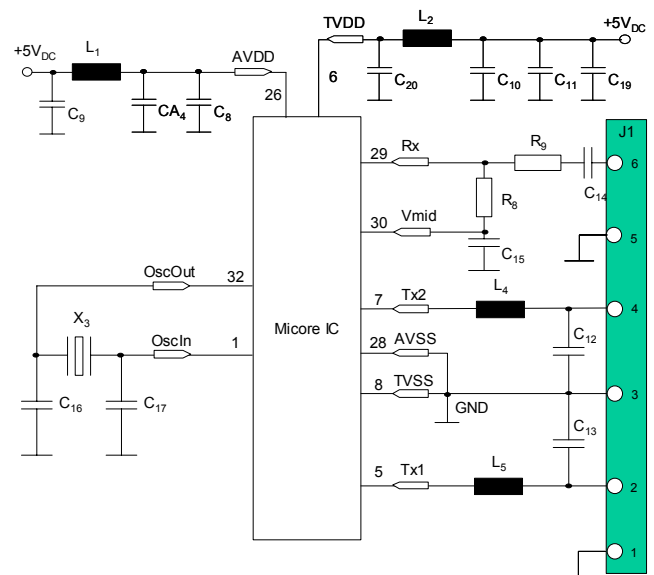 TVDD
L2
+5VDC
+5VDC
L1
AVDD
6
C20
C10
C11
C19
26
C9
CA4
C8
J1
29
Rx
R9
6
C14
R8
30
Vmid
5
C15
OscOut
32
7
Tx2
L4
4
X3
Micore IC
OscIn
1
28
AVSS
C12
8
TVSS
3
C16
C17
GND
C13
5
Tx1
L5
2
1